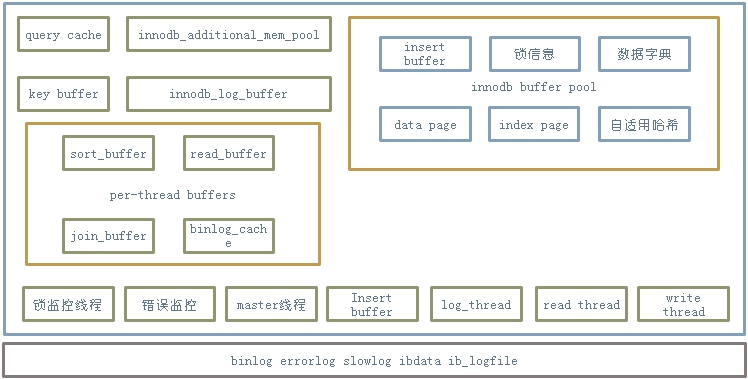 query cache
innodb_additional_mem_pool
key buffer
innodb_log_buffer
insert
buffer
锁信息
数据字典
innodb buffer pool
data page
index page
自适用哈希
sort_buffer
read_buffer
per-thread buffers
join_buffer
binlog_cach
e
锁监控线程
错误监控
master线程
Insert
buffer
log_thread
read thread
write
thread
binlog errorlog slowlog ibdata ib_logfile